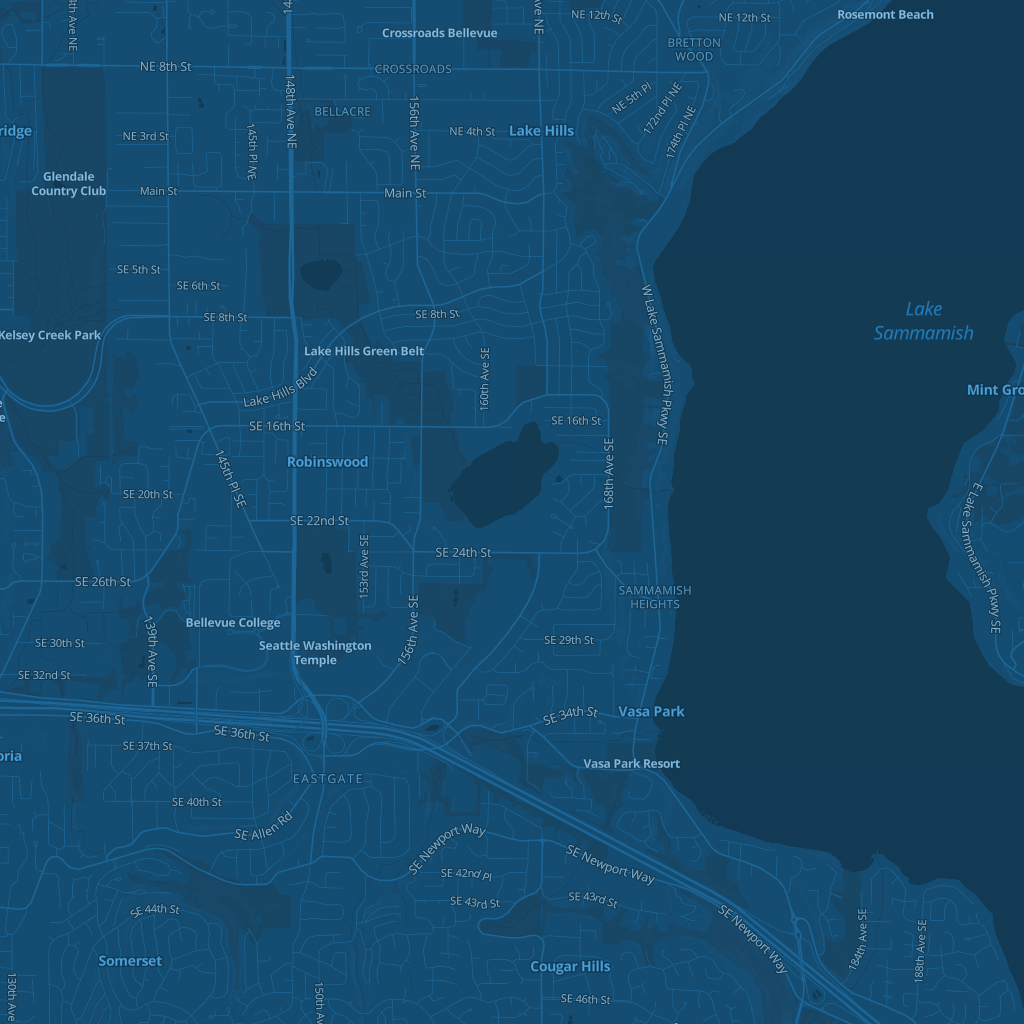 NE 12th St
NE 12th St
Rosemont Beach
Crossroads Bellevue
BRETTON
WOOD
NE 8th St
CROSSROADS
148th Ave NE
156th Ave NE
NE 5th Pl
172nd Pl NE
174th Pl NE
BELLACRE
NE 3rd St
145th Pl NE
NE 4th St
Lake Hills
Glendale
Country Club
Main St
Main St
SE 5th St
SE 6th St
SE 8th St
SE 8th St
W Lake Sammamish Pkwy SE
Lake
Sammamish
Kelsey Creek Park
Lake Hills Green Belt
160th Ave SE
Lake Hills Blvd
SE 16th St
SE 16th St
Robinswood
145th Pl SE
168th Ave SE
SE 20th St
SE 22nd St
E Lake Sammamish Pkwy SE
153rd Ave SE
SE 24th St
SE 26th St
SAMMAMISH
HEIGHTS
139th Ave SE
Bellevue College
156th Ave SE
SE 30th St
Seattle Washington
Temple
SE 29th St
SE 32nd St
SE 36th St
SE 36th St
SE 34th St
Vasa Park
SE 37th St
Vasa Park Resort
EASTGATE
SE 40th St
SE Allen Rd
SE Newport Way
SE Newport Way
SE 42nd Pl
SE 43rd St
SE 43rd St
SE 44th St
SE Newport Way
184th Ave SE
188th Ave SE
Somerset
Cougar Hills
SE 46th St